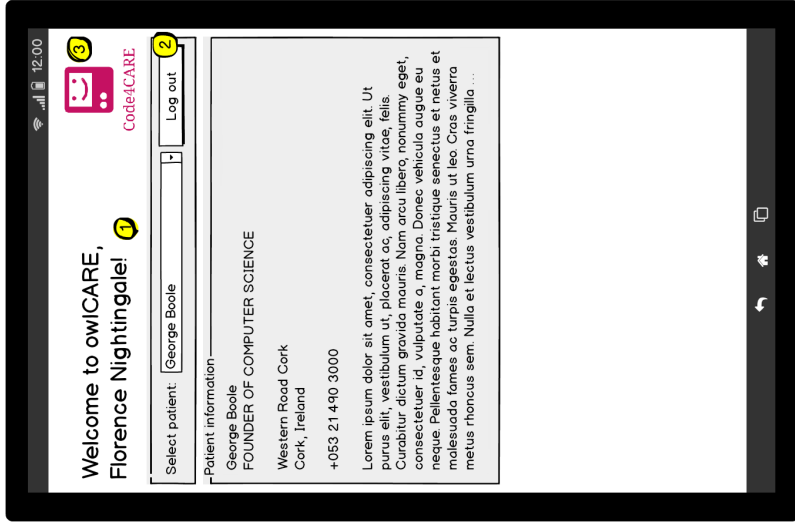 12:00
Welcome to owlCARE,
Florence Nightingale!
1
3
Code4CARE
Select patient:
George Boole
Log out
2
Patient information
George Boole
FOUNDER OF COMPUTER SCIENCE
Western Road Cork
Cork, Ireland
+053 21 490 3000
Lorem ipsum dolor sit amet, consectetuer adipiscing elit. Ut
purus elit, vestibulum ut, placerat ac, adipiscing vitae, felis.
Curabitur dictum gravida mauris. Nam arcu libero, nonummy eget,
consectetuer id, vulputate a, magna. Donec vehicula augue eu
neque. Pellentesque habitant morbi tristique senectus et netus et
malesuada fames ac turpis egestas. Mauris ut leo. Cras viverra
metus rhoncus sem. Nulla et lectus vestibulum urna fringilla ...